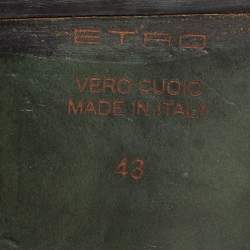 ETRO
VERO CUOIO
MADE IN ITALY
43